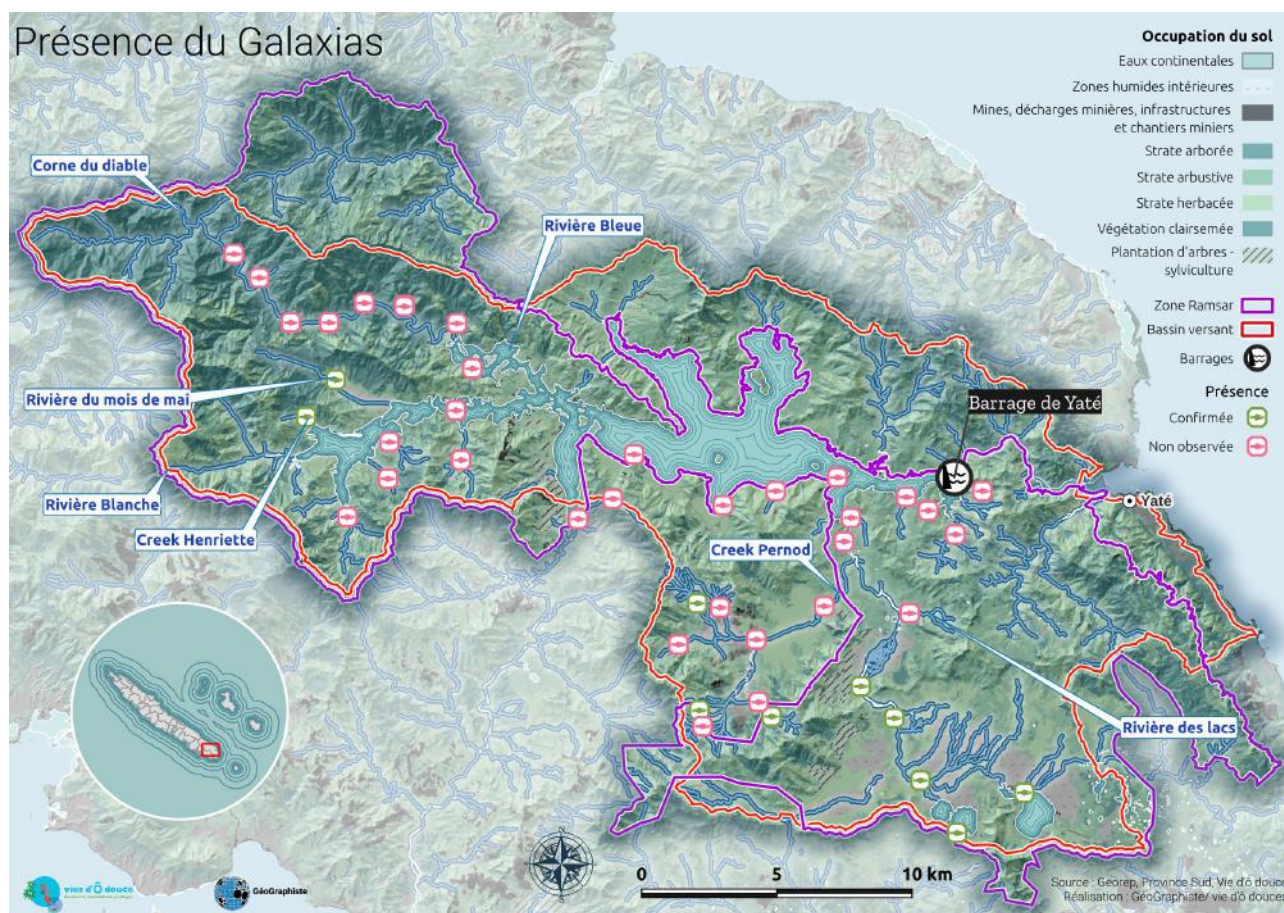 Présence du Galaxias
Occupation du sol
Eaux continentales
Zones humides intérieures
Mines, décharges minières, infrastructures
et chantiers miniers
Strate arborée
Strate arbustive
Strate herbacée
Végétation clairsemée
Plantation d'arbres -
sylviculture
Zone Ramsar
Bassin versant
Barrages
Présence
Confirmée
Non observée
Corne du diable
Rivière Bleue
Rivière du mois de mai
Barrage de Yaté
Rivière Blanche
Yaté
Creek Henriette
Creek Pernod
Rivière des lacs
N
0 5 10 km
vies d'Ô douce
GéoGraphiste
Source : Georep, Province Sud, Vie d'ô douce
Réalisation : GéoGraphiste/ vie d'ô douces